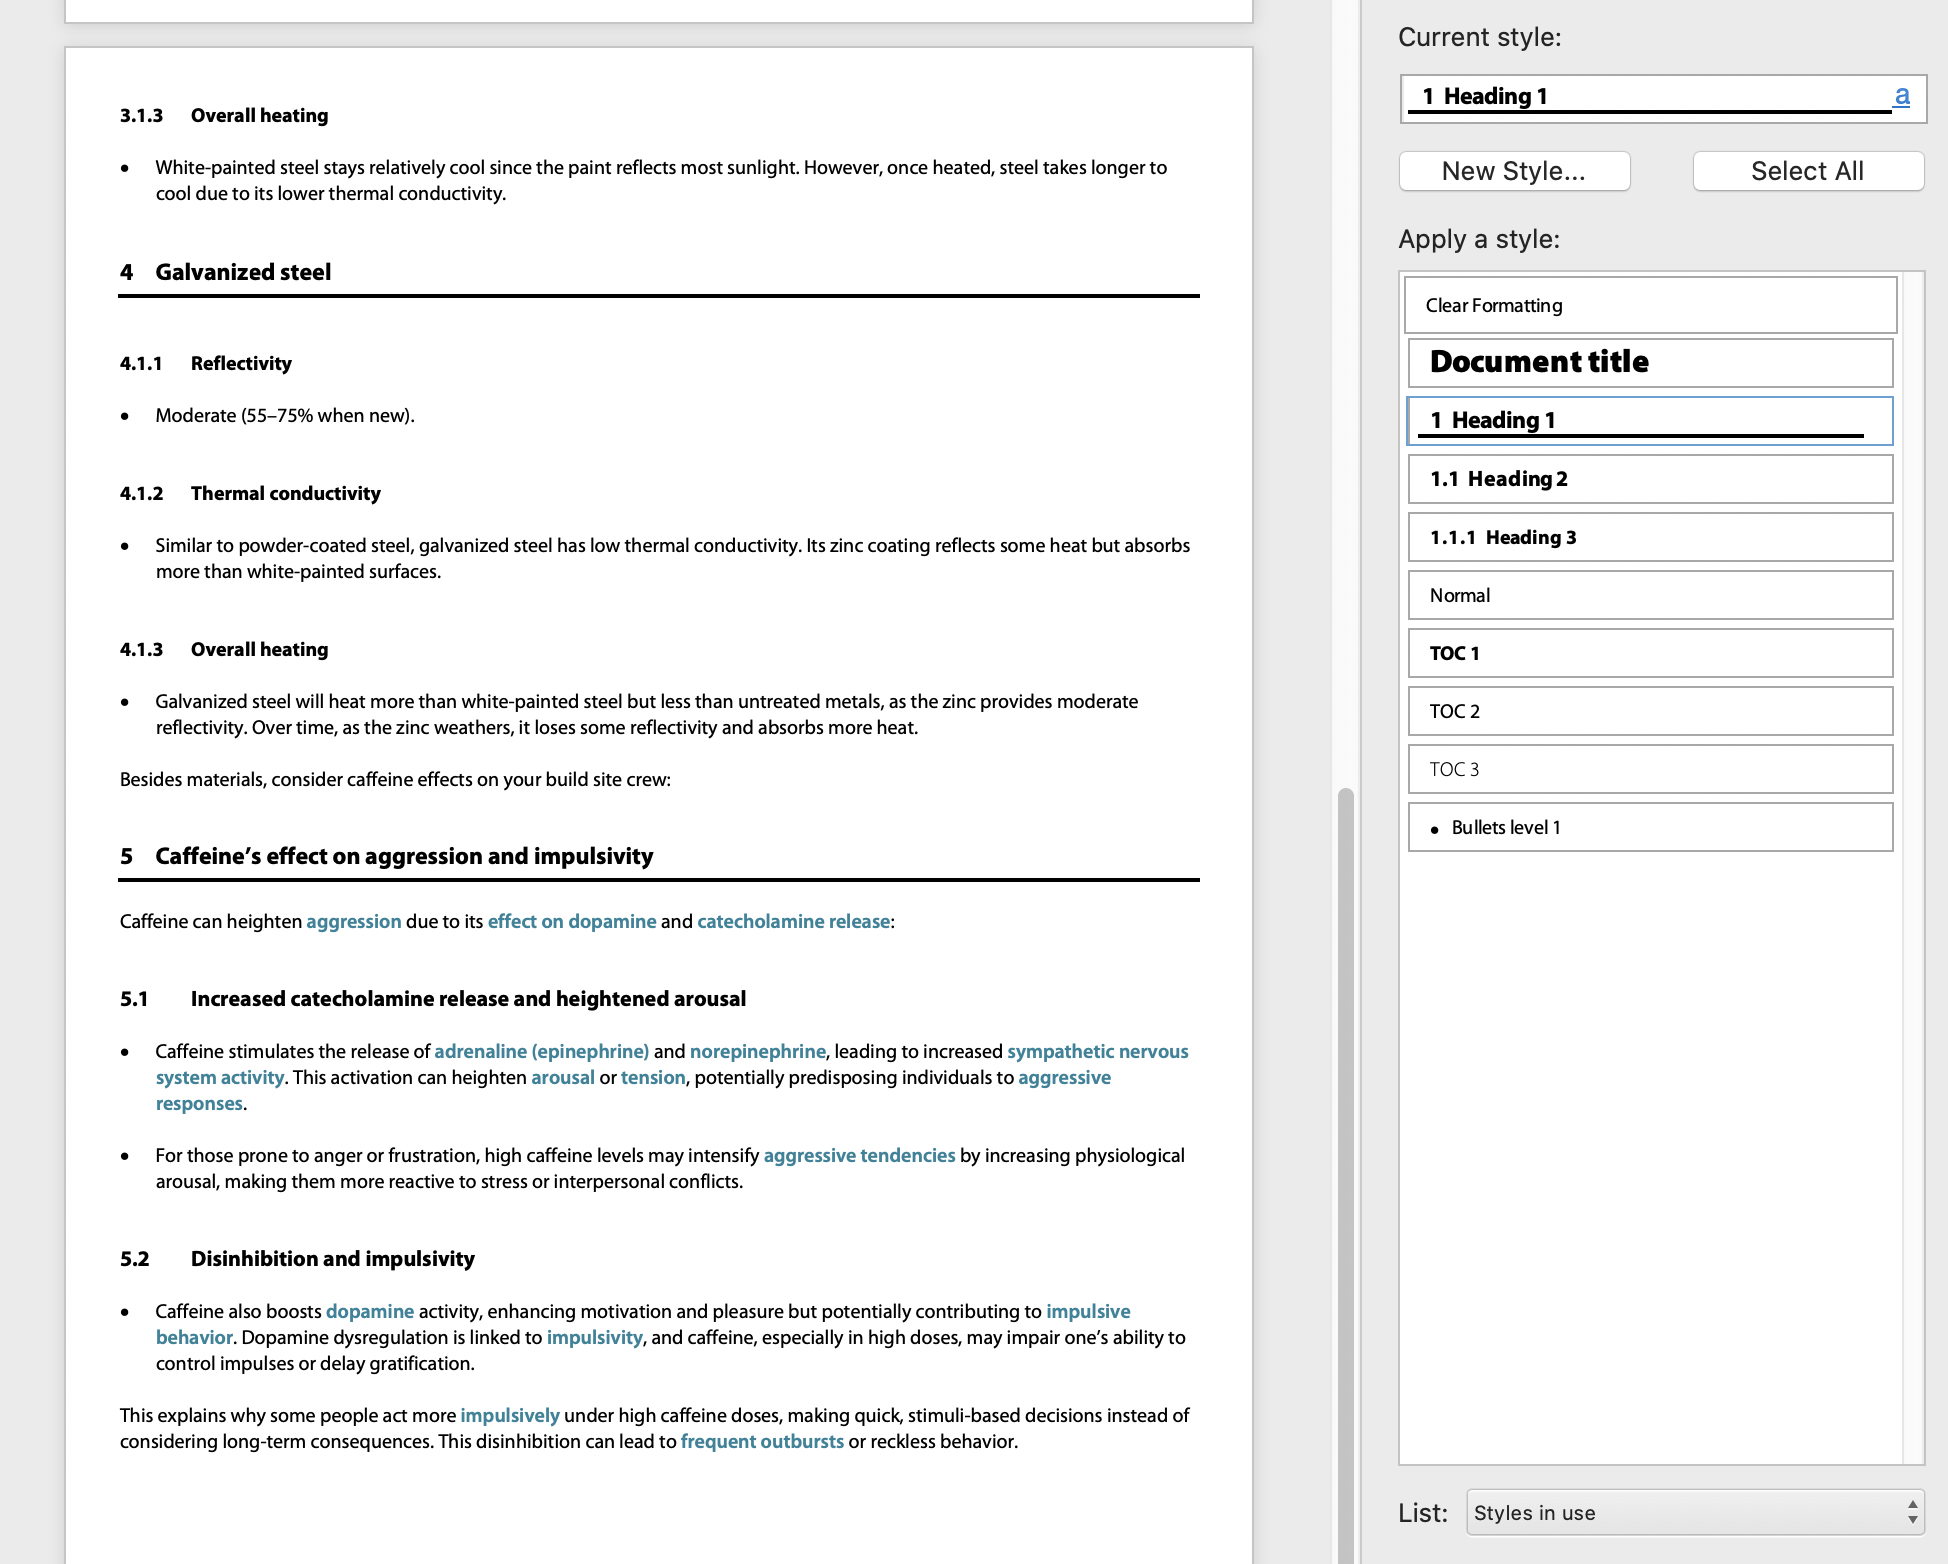 3.1.3 Overall heating
• White-painted steel stays relatively cool since the paint reflects most sunlight. However, once heated, steel takes longer to
cool due to its lower thermal conductivity.
4 Galvanized steel
4.1.1 Reflectivity
• Moderate (55–75% when new).
4.1.2 Thermal conductivity
• Similar to powder-coated steel, galvanized steel has low thermal conductivity. Its zinc coating reflects some heat but absorbs
more than white-painted surfaces.
4.1.3 Overall heating
• Galvanized steel will heat more than white-painted steel but less than untreated metals, as the zinc provides moderate
reflectivity. Over time, as the zinc weathers, it loses some reflectivity and absorbs more heat.
Besides materials, consider caffeine effects on your build site crew:
5 Caffeine’s effect on aggression and impulsivity
Caffeine can heighten aggression due to its effect on dopamine and catecholamine release:
5.1 Increased catecholamine release and heightened arousal
• Caffeine stimulates the release of adrenaline (epinephrine) and norepinephrine, leading to increased sympathetic nervous
system activity. This activation can heighten arousal or tension, potentially predisposing individuals to aggressive
responses.
• For those prone to anger or frustration, high caffeine levels may intensify aggressive tendencies by increasing physiological
arousal, making them more reactive to stress or interpersonal conflicts.
5.2 Disinhibition and impulsivity
• Caffeine also boosts dopamine activity, enhancing motivation and pleasure but potentially contributing to impulsive
behavior. Dopamine dysregulation is linked to impulsivity, and caffeine, especially in high doses, may impair one’s ability to
control impulses or delay gratification.
This explains why some people act more impulsively under high caffeine doses, making quick, stimuli-based decisions instead of
considering long-term consequences. This disinhibition can lead to frequent outbursts or reckless behavior.
Current style:
1 Heading 1 a
New Style... Select All
Apply a style:
Clear Formatting
Document title
1 Heading 1
1.1 Heading 2
1.1.1 Heading 3
Normal
TOC 1
TOC 2
TOC 3
• Bullets level 1
List: Styles in use